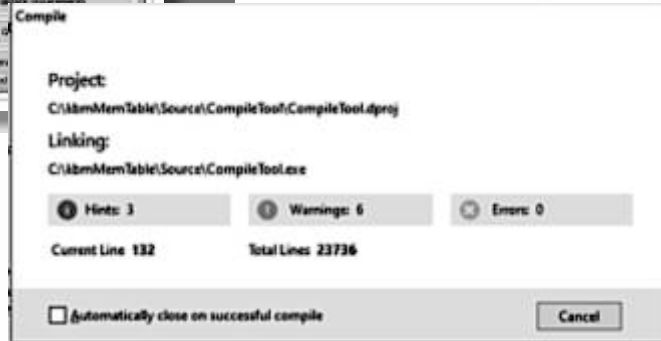 Compile
Project:
C:\kbmMemTable\Source\CompileTool\CompileTool.dproj
Linking:
C:\kbmMemTable\Source\CompileTool.exe
Hints: 3 Warnings: 6 Errors: 0
Current Line 132 Total Lines 23736
Automatically close on successful compile Cancel